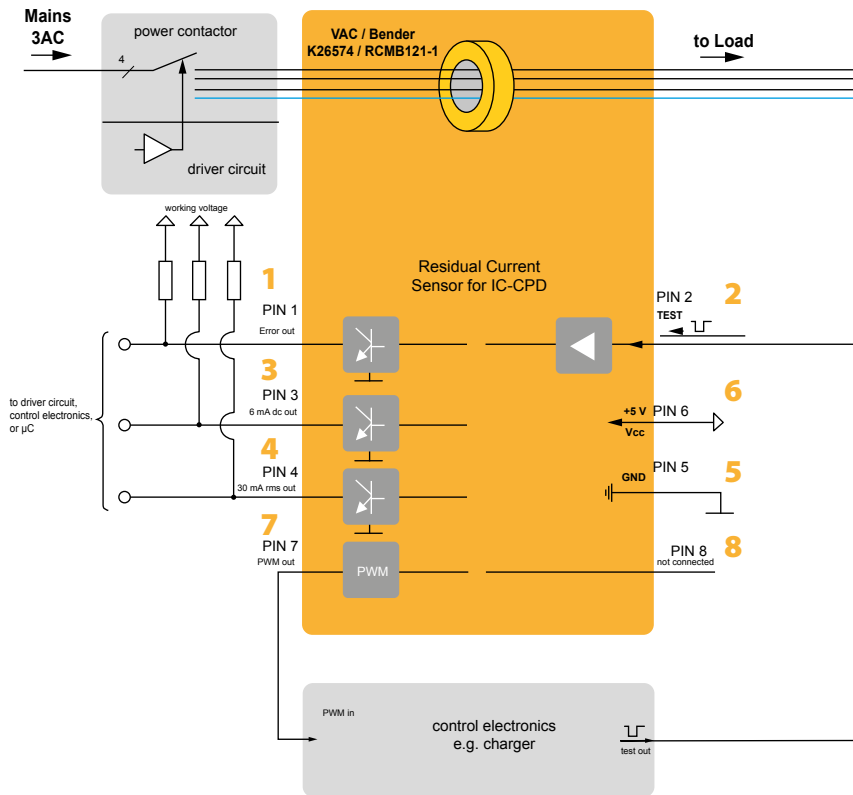 Mains
3AC
power contactor
4
driver circuit
VAC / Bender
K26574 / RCMB121-1
to Load
working voltage
Residual Current
Sensor for IC-CPD
1
PIN 1
Error out
2
PIN 2
TEST
3
PIN 3
6 mA dc out
6
+5 V
PIN 6
Vcc
to driver circuit,
control electronics,
or µC
4
PIN 4
30 mA rms out
5
PIN 5
GND
7
PIN 7
PWM out
PWM
8
PIN 8
not connected
PWM in
control electronics
e.g. charger
test out